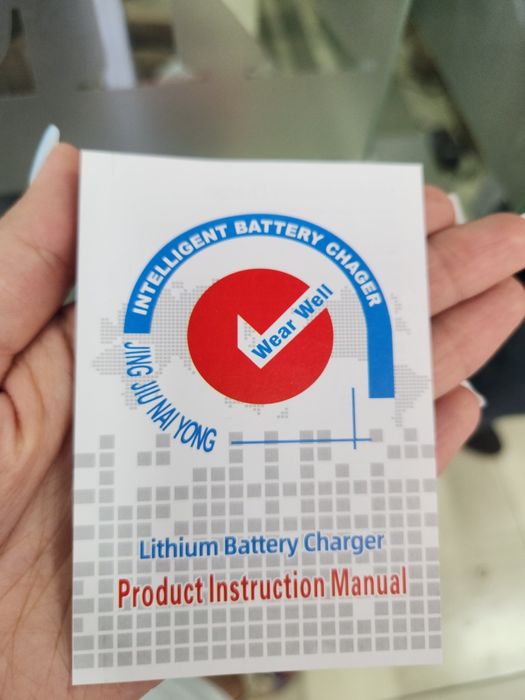 INTELLIGENT BATTERY CHAGER
Wear Well
JING JIU NAI YONG
Lithium Battery Charger
Product Instruction Manual